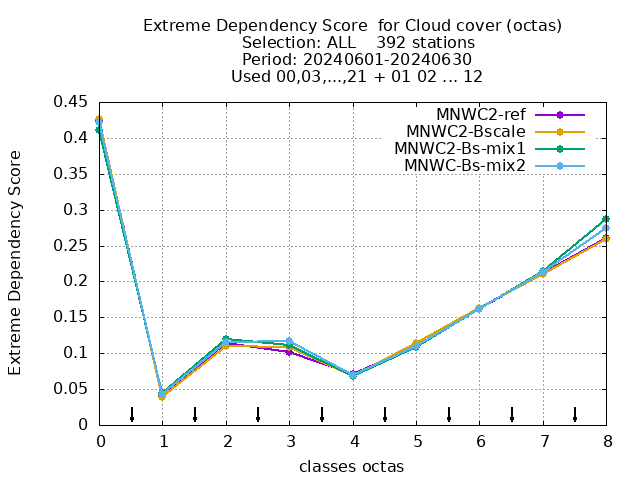 Extreme Dependency Score  for Cloud cover (octas)
Selection: ALL    392 stations
Period: 20240601-20240630
Used 00,03,...,21 + 01 02 ... 12
MNWC2-ref
MNWC2-Bscale
MNWC2-Bs-mix1
MNWC-Bs-mix2
Extreme Dependency Score
0.45
0.4
0.35
0.3
0.25
0.2
0.15
0.1
0.05
0
0 1 2 3 4 5 6 7 8
classes octas